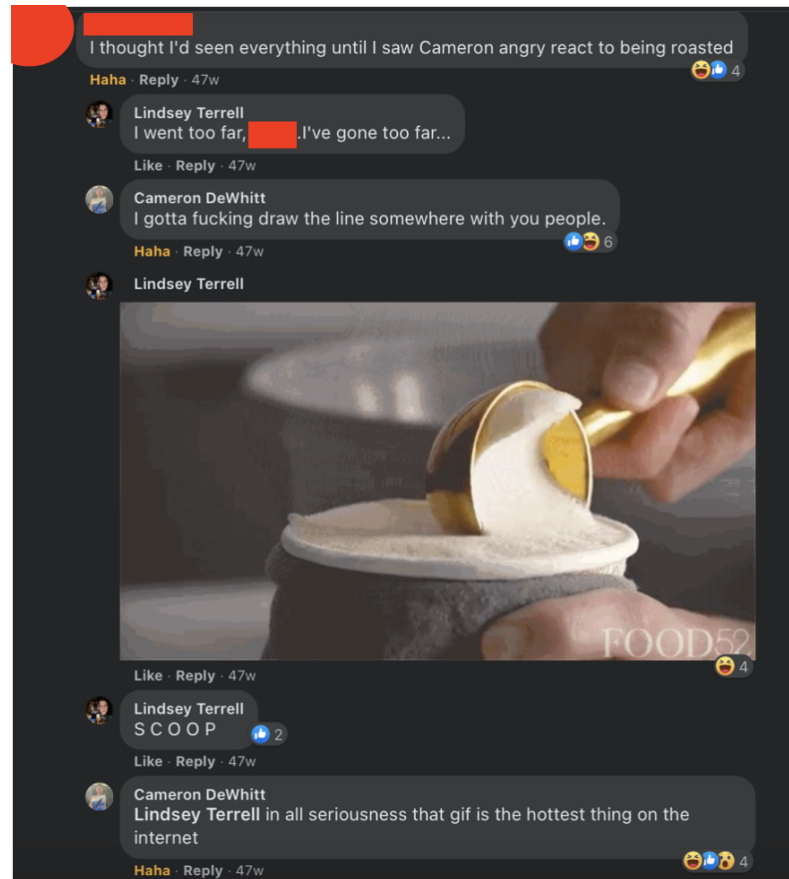 I thought I'd seen everything until I saw Cameron angry react to being roasted
Haha · Reply · 47w
4
Lindsey Terrell
I went too far, .I've gone too far...
Like · Reply · 47w
Cameron DeWhitt
I gotta fucking draw the line somewhere with you people.
6
Haha · Reply · 47w
Lindsey Terrell
FOOD52
4
Like · Reply · 47w
Lindsey Terrell
S C O O P
2
Like · Reply · 47w
Cameron DeWhitt
Lindsey Terrell in all seriousness that gif is the hottest thing on the
internet
4
Haha · Reply · 47w